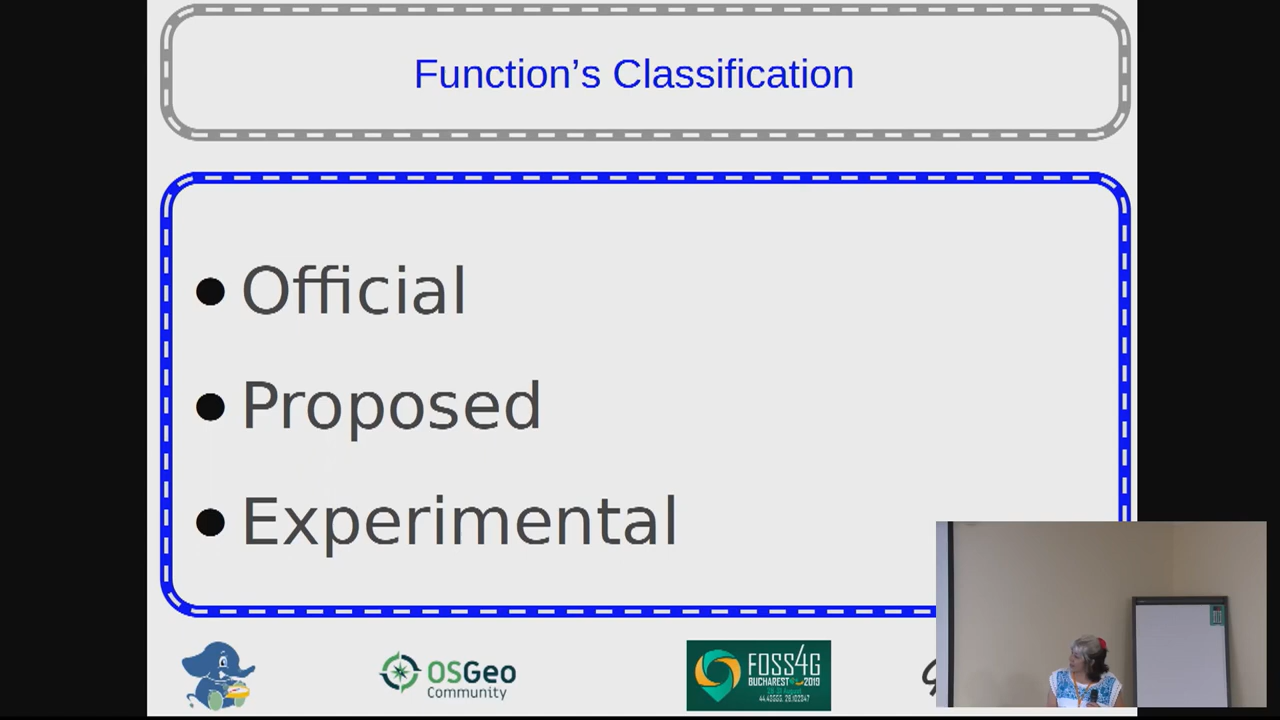 Function's Classification
● Official
● Proposed
● Experimental
OSGeo
Community
FOSS4G
BUCHAREST 2019